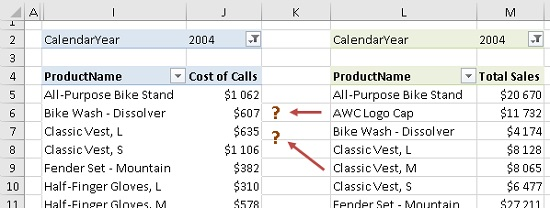 A I J K L M
1
2 CalendarYear 2004 CalendarYear 2004
3
4 ProductName Cost of Calls ProductName Total Sales
5 All-Purpose Bike Stand $1 062 All-Purpose Bike Stand $20 670
6 Bike Wash - Dissolver $607 ? AWC Logo Cap $11 732
7 Classic Vest, L $635 ? Bike Wash - Dissolver $4 174
8 Classic Vest, S $1 106 Classic Vest, L $8 128
9 Fender Set - Mountain $382 Classic Vest, M $8 065
10 Half-Finger Gloves, L $310 Classic Vest, S $6 477
11 Half-Finger Gloves, M $578 Fender Set - Mountain $27 211